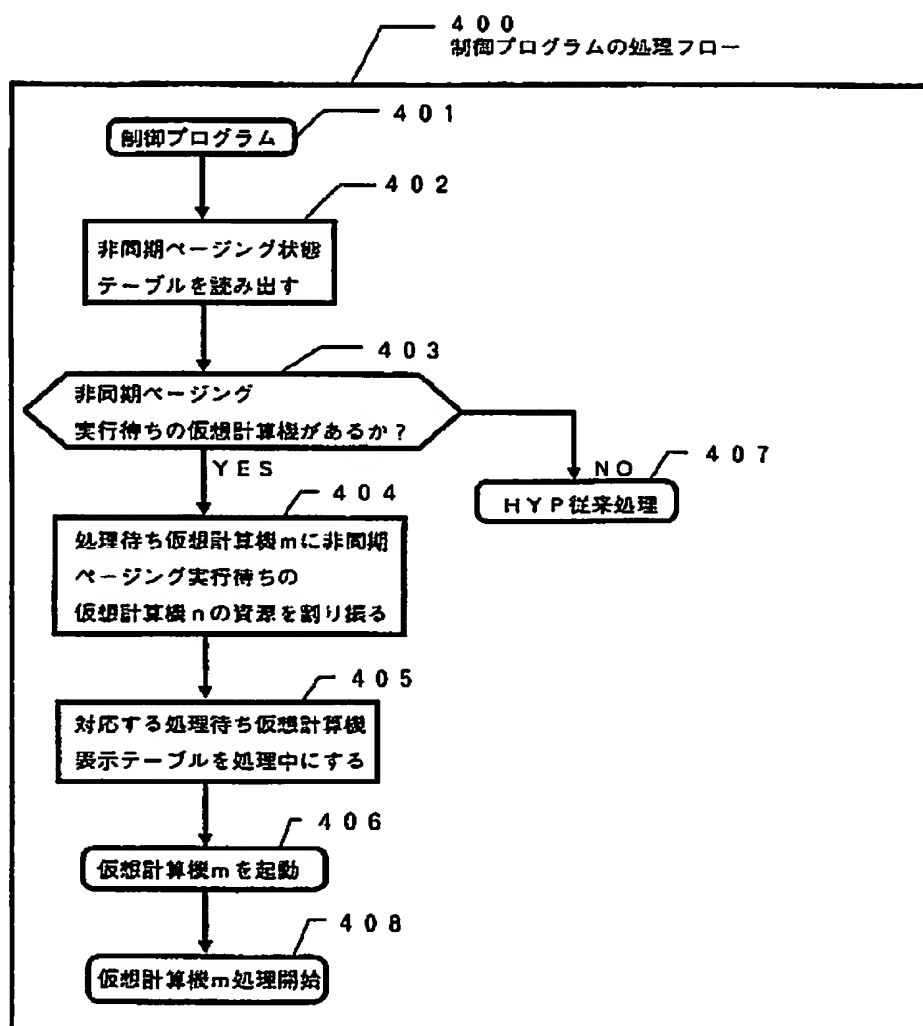 ４００
制御プログラムの処理フロー
制御プログラム
４０１
４０２
非同期ページング状態
テーブルを読み出す
４０３
非同期ページング
実行待ちの仮想計算機があるか？
ＹＥＳ
ＮＯ
４０７
ＨＹＰ従来処理
４０４
処理待ち仮想計算機ｍに非同期
ページング実行待ちの
仮想計算機ｎの資源を割り振る
４０５
対応する処理待ち仮想計算機
表示テーブルを処理中にする
４０６
仮想計算機ｍを起動
４０８
仮想計算機ｍ処理開始